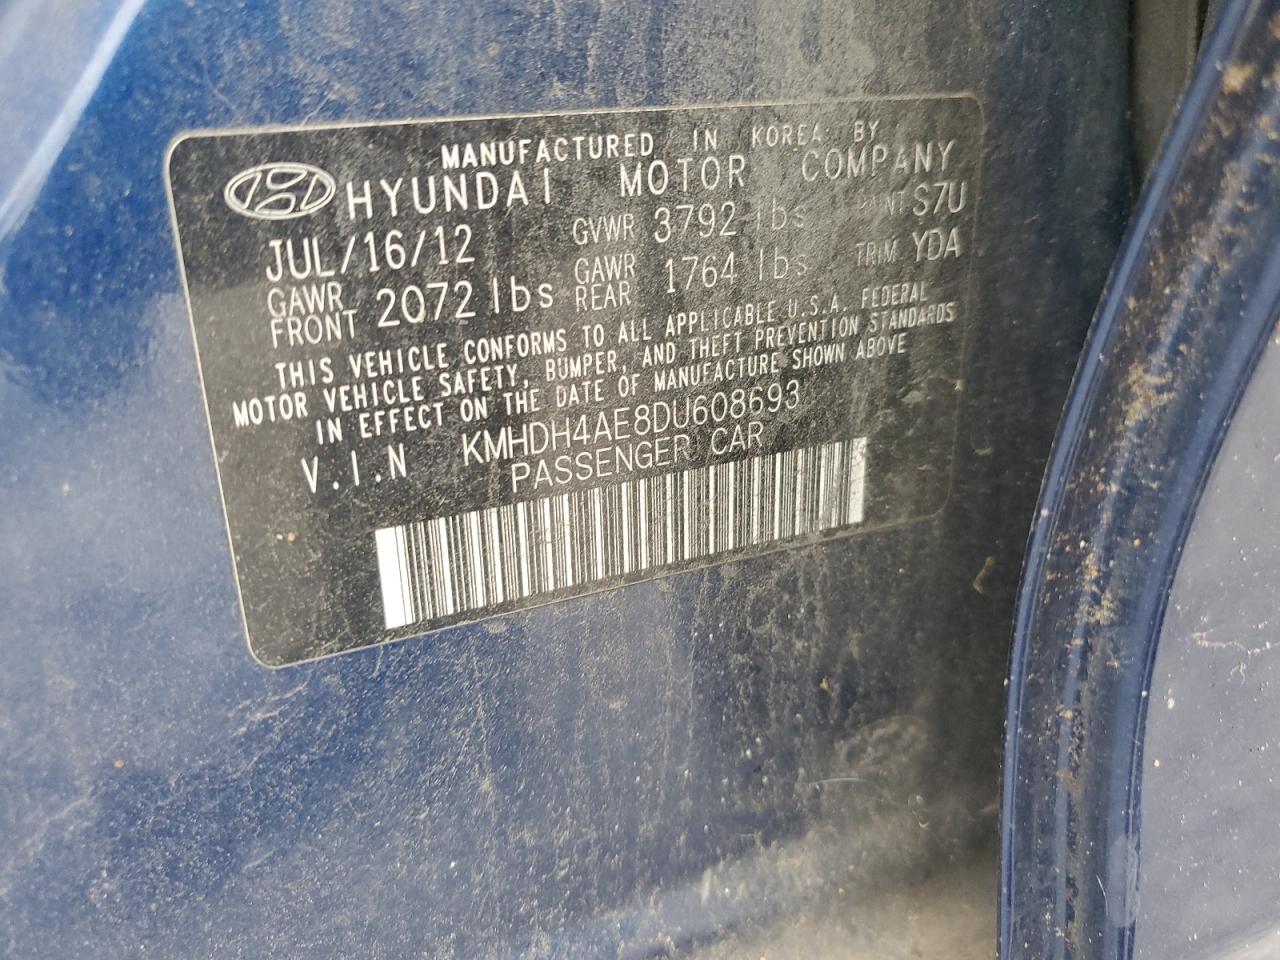 MANUFACTURED IN KOREA BY
HYUNDAI MOTOR COMPANY
JUL/16/12 GVWR 3792 lbs PAINT S7U
GAWR FRONT 2072 lbs GAWR REAR 1764 lbs TRIM YDA
THIS VEHICLE CONFORMS TO ALL APPLICABLE U.S.A. FEDERAL
MOTOR VEHICLE SAFETY, BUMPER, AND THEFT PREVENTION STANDARDS
IN EFFECT ON THE DATE OF MANUFACTURE SHOWN ABOVE
V.I.N KMHDH4AE8DU608693
PASSENGER CAR